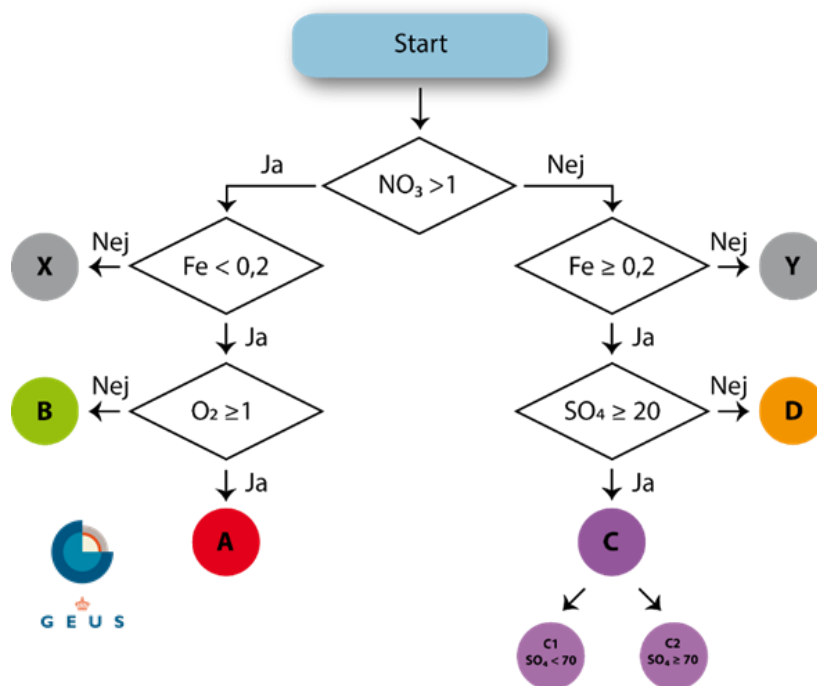 Start
Ja
Nej
NO₃ >1
Nej
Nej
X
Fe < 0,2
Fe ≥ 0,2
Y
Ja
Ja
Nej
Nej
B
O₂ ≥1
SO₄ ≥ 20
D
Ja
Ja
A
C
GEUS
C1
SO₄ < 70
C2
SO₄ ≥ 70